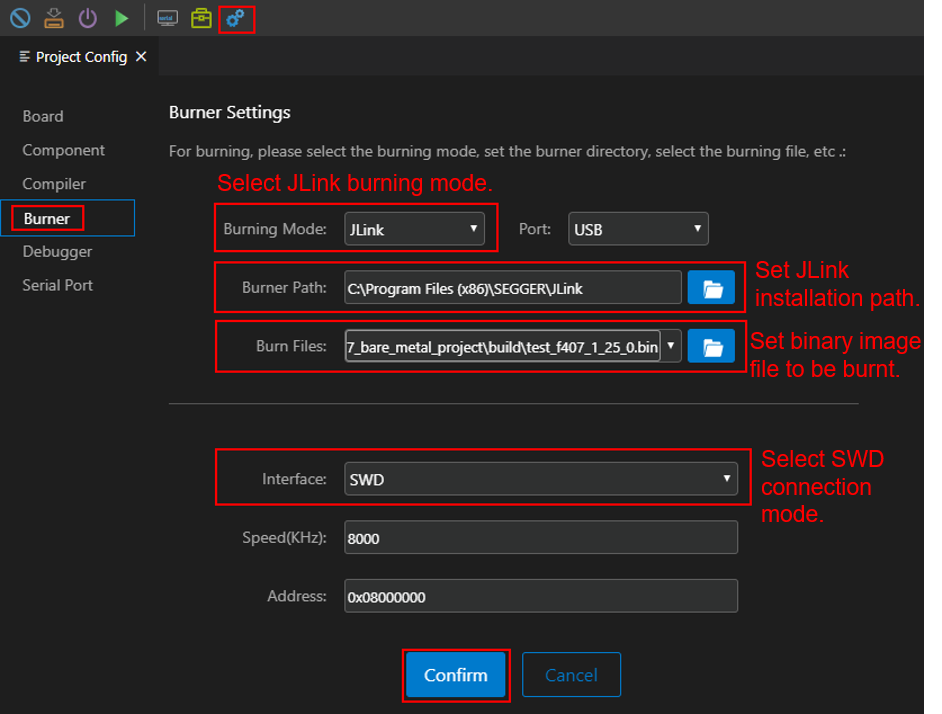 Project Config
Board
Component
Compiler
Burner
Debugger
Serial Port
Burner Settings
For burning, please select the burning mode, set the burner directory, select the burning file, etc .:
Select JLink burning mode.
Burning Mode: JLink Port: USB
Burner Path: C:\Program Files (x86)\SEGGER\JLink
Set JLink
installation path.
Burn Files: 7_bare_metal_project\build\test_f407_1_25_0.bin
Set binary image
file to be burnt.
Interface: SWD
Select SWD
connection
mode.
Speed(KHz): 8000
Address: 0x08000000
Confirm Cancel